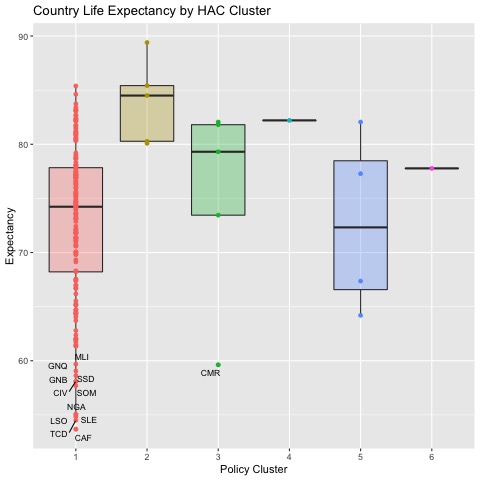 Country Life Expectancy by HAC Cluster
Expectancy
90
80
70
60
MLI
GNQ
GNB SSD
CIV SOM
NGA
LSO SLE
TCD
CAF
CMR
1 2 3 4 5 6
Policy Cluster